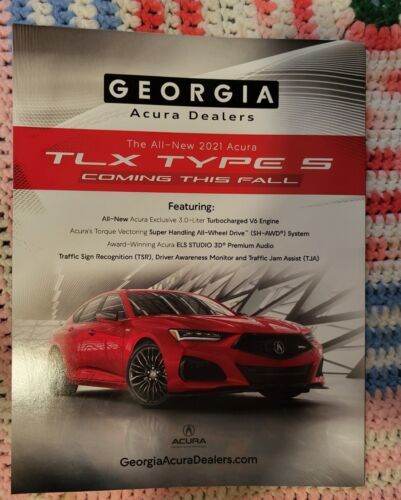 GEORGIA
Acura Dealers
The All-New 2021 Acura
TLX TYPE S
COMING THIS FALL
Featuring:
All-New Acura Exclusive 3.0-Liter Turbocharged V6 Engine
Acura's Torque Vectoring Super Handling All-Wheel Drive™ (SH-AWD®) System
Award-Winning Acura ELS STUDIO 3D® Premium Audio
Traffic Sign Recognition (TSR), Driver Awareness Monitor and Traffic Jam Assist (TJA)
ACURA
GeorgiaAcuraDealers.com